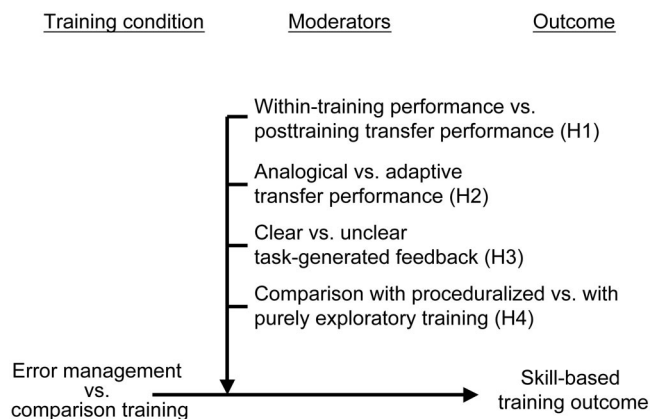 Training condition
Moderators
Outcome
Within-training performance vs.
posttraining transfer performance (H1)
Analogical vs. adaptive
transfer performance (H2)
Clear vs. unclear
task-generated feedback (H3)
Comparison with proceduralized vs. with
purely exploratory training (H4)
Error management
vs.
comparison training
Skill-based
training outcome